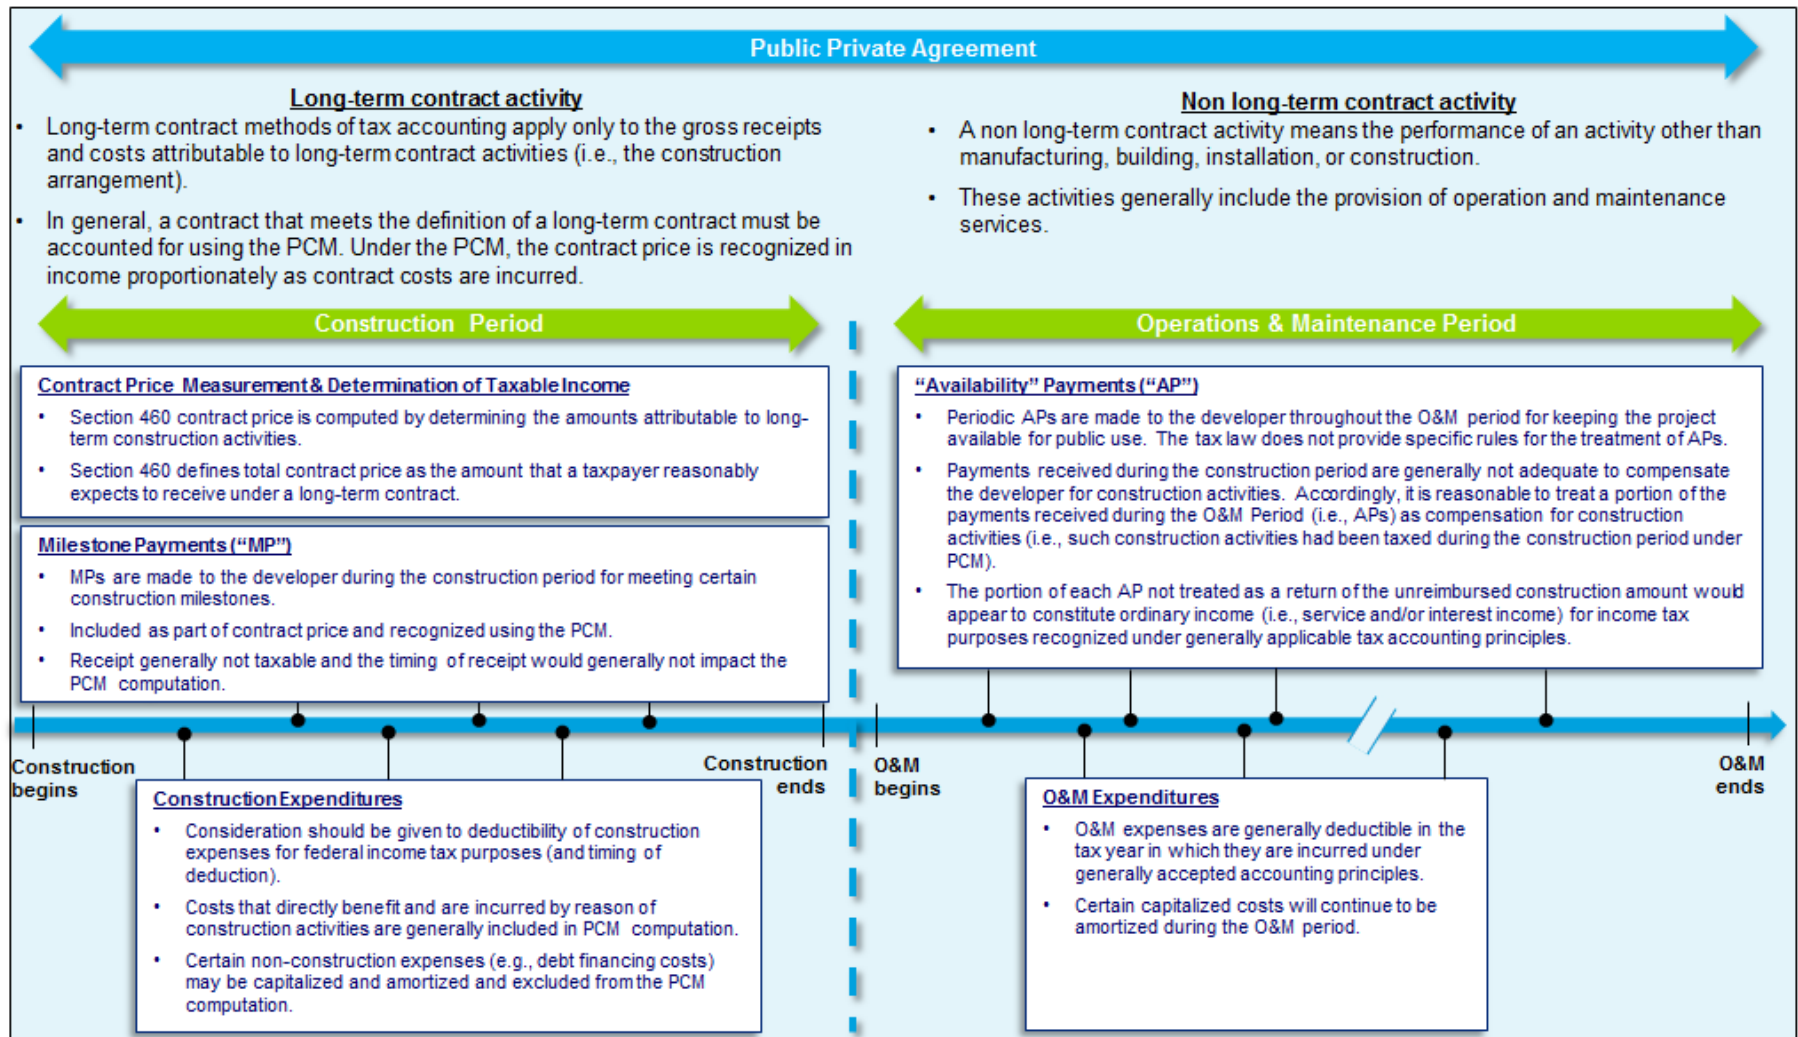 Public Private Agreement
Long-term contract activity
• Long-term contract methods of tax accounting apply only to the gross receipts
and costs attributable to long-term contract activities (i.e., the construction
arrangement).
• In general, a contract that meets the definition of a long-term contract must be
accounted for using the PCM. Under the PCM, the contract price is recognized in
income proportionately as contract costs are incurred.
Non long-term contract activity
• A non long-term contract activity means the performance of an activity other than
manufacturing, building, installation, or construction.
• These activities generally include the provision of operation and maintenance
services.
Construction Period
Operations & Maintenance Period
Contract Price Measurement & Determination of Taxable Income
• Section 460 contract price is computed by determining the amounts attributable to long-
term construction activities.
• Section 460 defines total contract price as the amount that a taxpayer reasonably
expects to receive under a long-term contract.
Milestone Payments ("MP")
• MPs are made to the developer during the construction period for meeting certain
construction milestones.
• Included as part of contract price and recognized using the PCM.
• Receipt generally not taxable and the timing of receipt would generally not impact the
PCM computation.
"Availability" Payments ("AP")
• Periodic APs are made to the developer throughout the O&M period for keeping the project
available for public use. The tax law does not provide specific rules for the treatment of APs.
• Payments received during the construction period are generally not adequate to compensate
the developer for construction activities. Accordingly, it is reasonable to treat a portion of the
payments received during the O&M Period (i.e., APs) as compensation for construction
activities (i.e., such construction activities had been taxed during the construction period under
PCM).
• The portion of each AP not treated as a return of the unreimbursed construction amount would
appear to constitute ordinary income (i.e., service and/or interest income) for income tax
purposes recognized under generally applicable tax accounting principles.
Construction
begins
Construction
ends
O&M
begins
O&M
ends
Construction Expenditures
• Consideration should be given to deductibility of construction
expenses for federal income tax purposes (and timing of
deduction).
• Costs that directly benefit and are incurred by reason of
construction activities are generally included in PCM computation.
• Certain non-construction expenses (e.g., debt financing costs)
may be capitalized and amortized and excluded from the PCM
computation.
O&M Expenditures
• O&M expenses are generally deductible in the
tax year in which they are incurred under
generally accepted accounting principles.
• Certain capitalized costs will continue to be
amortized during the O&M period.